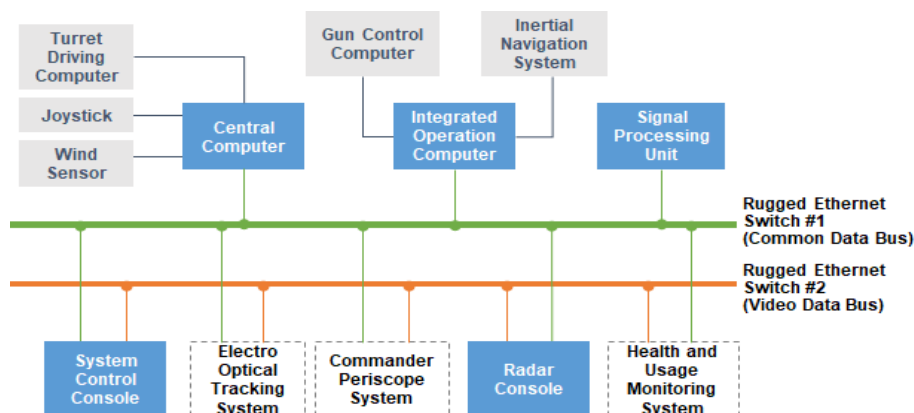 Turret
Driving
Computer
Gun Control
Computer
Inertial
Navigation
System
Joystick
Central
Computer
Integrated
Operation
Computer
Signal
Processing
Unit
Wind
Sensor
Rugged Ethernet
Switch #1
(Common Data Bus)
Rugged Ethernet
Switch #2
(Video Data Bus)
System
Control
Console
Electro
Optical
Tracking
System
Commander
Periscope
System
Radar
Console
Health and
Usage
Monitoring
System